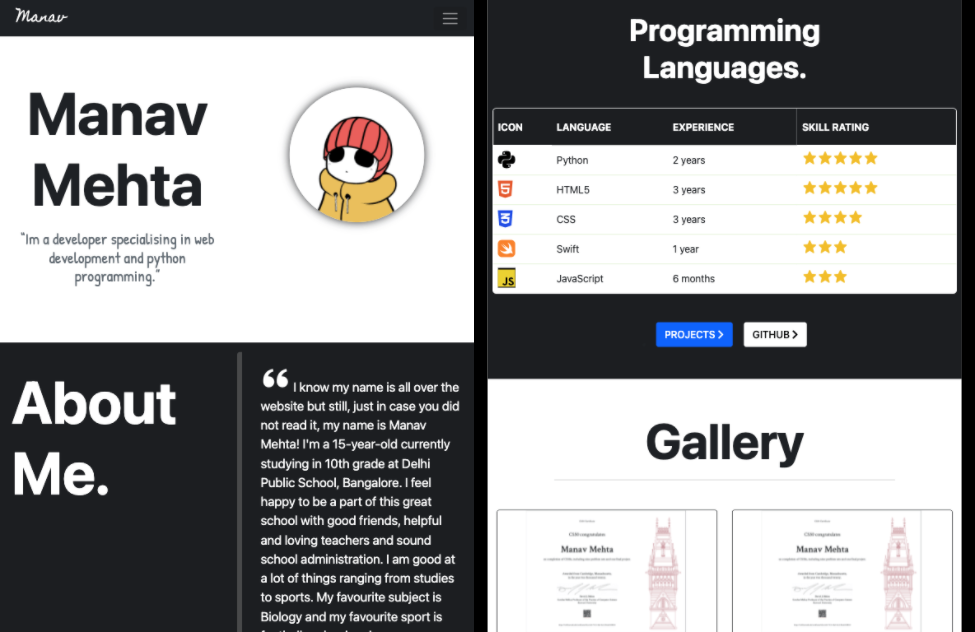 Manav
Manav
Mehta
“Im a developer specialising in web
development and python
programming.”
About
Me.
I know my name is all over the
website but still, just in case you did
not read it, my name is Manav
Mehta! I'm a 15-year-old currently
studying in 10th grade at Delhi
Public School, Bangalore. I feel
happy to be a part of this great
school with good friends, helpful
and loving teachers and sound
school administration. I am good at
a lot of things ranging from studies
to sports. My favourite subject is
Biology and my favourite sport is
Programming
Languages.
ICON LANGUAGE EXPERIENCE SKILL RATING
Python 2 years
5 HTML5 3 years
3 CSS 3 years
Swift 1 year
JS JavaScript 6 months
PROJECTS >
GITHUB >
Gallery
Manav Mehta
Manav Mehta